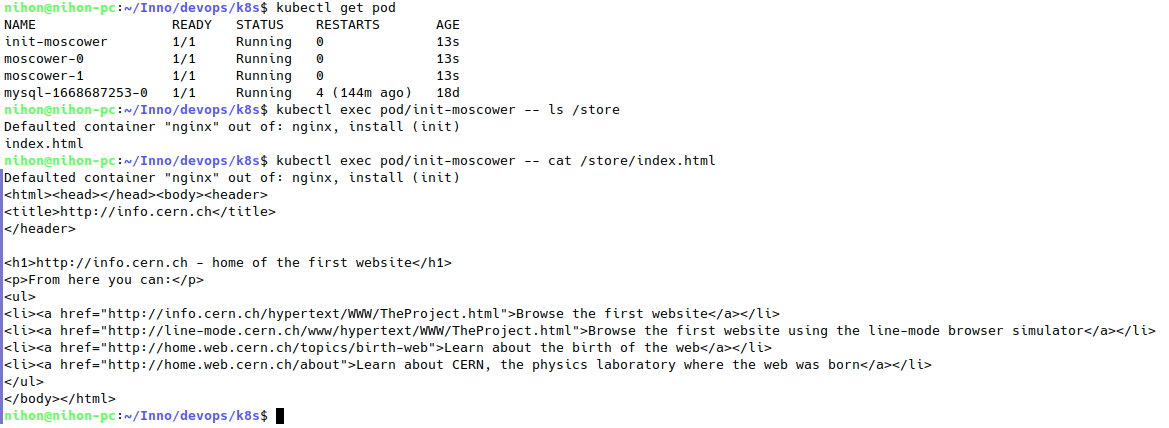 nihon@nihon-pc:~/Inno/devops/k8s$ kubectl get pod
NAME                 READY   STATUS    RESTARTS       AGE
init-moscower        1/1     Running   0              13s
moscower-0           1/1     Running   0              13s
moscower-1           1/1     Running   0              13s
mysql-1668687253-0   1/1     Running   4 (144m ago)   18d
nihon@nihon-pc:~/Inno/devops/k8s$ kubectl exec pod/init-moscower -- ls /store
Defaulted container "nginx" out of: nginx, install (init)
index.html
nihon@nihon-pc:~/Inno/devops/k8s$ kubectl exec pod/init-moscower -- cat /store/index.html
Defaulted container "nginx" out of: nginx, install (init)
<html><head></head><body><header>
<title>http://info.cern.ch</title>
</header>

<h1>http://info.cern.ch - home of the first website</h1>
<p>From here you can:</p>
<ul>
<li><a href="http://info.cern.ch/hypertext/WWW/TheProject.html">Browse the first website</a></li>
<li><a href="http://line-mode.cern.ch/www/hypertext/WWW/TheProject.html">Browse the first website using the line-mode browser simulator</a></li>
<li><a href="http://home.web.cern.ch/topics/birth-web">Learn about the birth of the web</a></li>
<li><a href="http://home.web.cern.ch/about">Learn about CERN, the physics laboratory where the web was born</a></li>
</ul>
</body></html>
nihon@nihon-pc:~/Inno/devops/k8s$